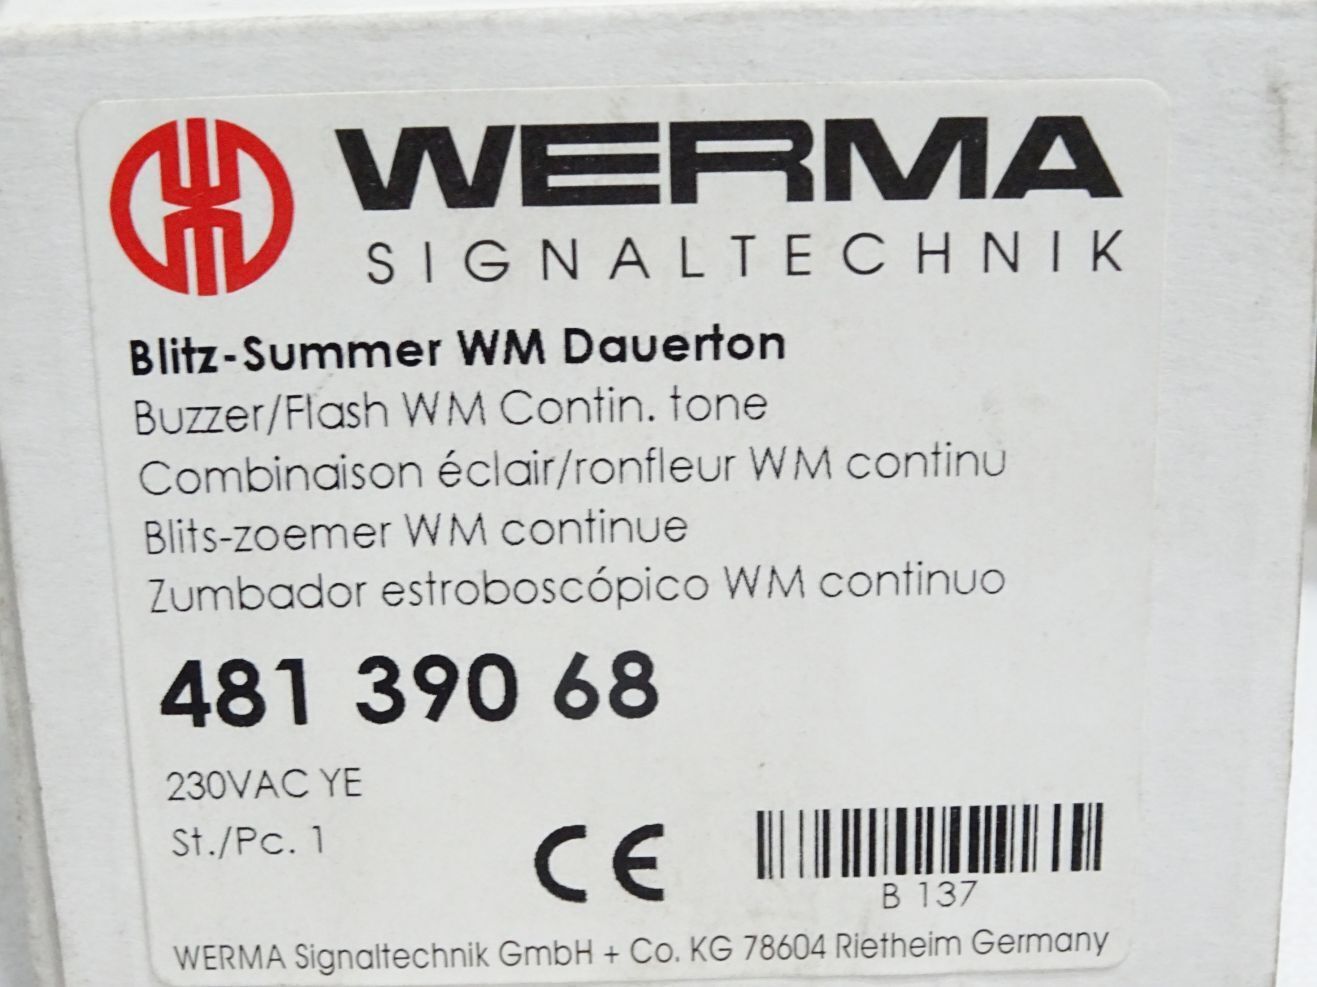 WERMA
SIGNALTECHNIK
Blitz-Summer WM Dauerton
Buzzer/Flash WM Contin. tone
Combinaison éclair/ronfleur WM continu
Blits-zoemer WM continue
Zumbador estroboscópico WM continuo
481 390 68
230VAC YE
St./Pc. 1
CE
B 137
WERMA Signaltechnik GmbH + Co. KG 78604 Rietheim Germany